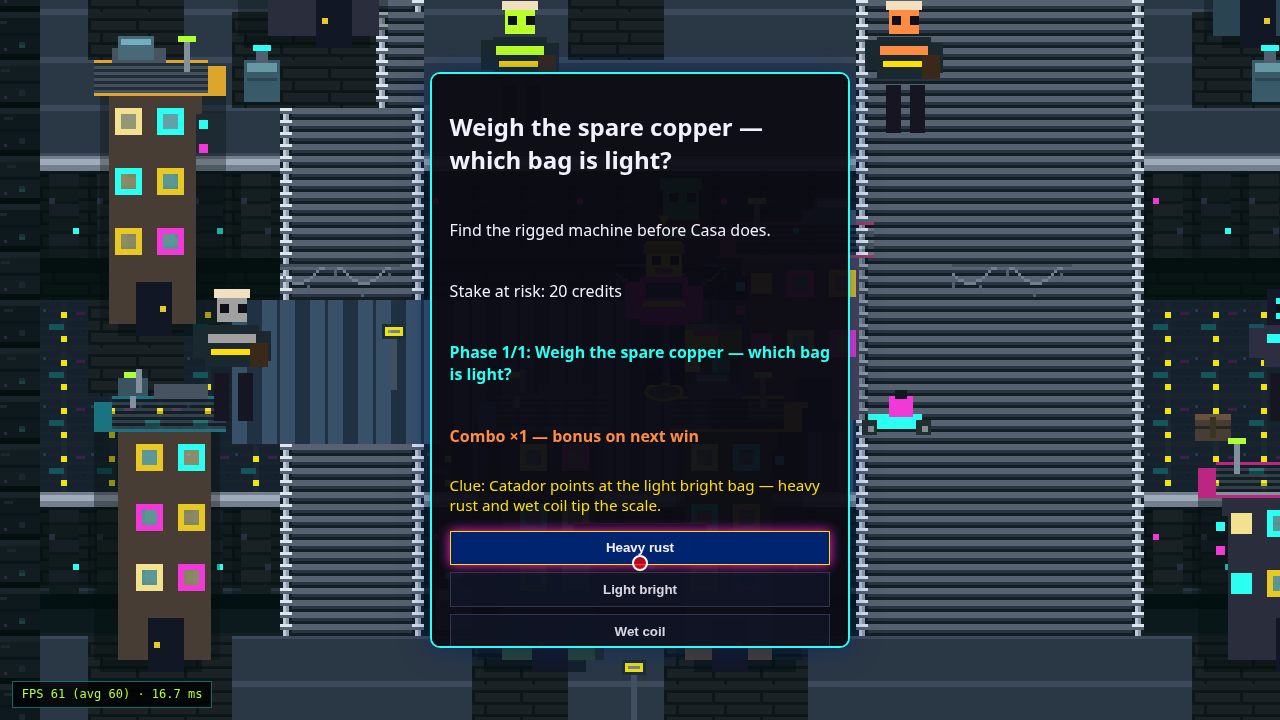 Weigh the spare copper —
which bag is light?
Find the rigged machine before Casa does.
Stake at risk: 20 credits
Phase 1/1: Weigh the spare copper — which bag
is light?
Combo ×1 — bonus on next win
Clue: Catador points at the light bright bag — heavy
rust and wet coil tip the scale.
Heavy rust
Light bright
Wet coil
FPS 61 (avg 60) · 16.7 ms